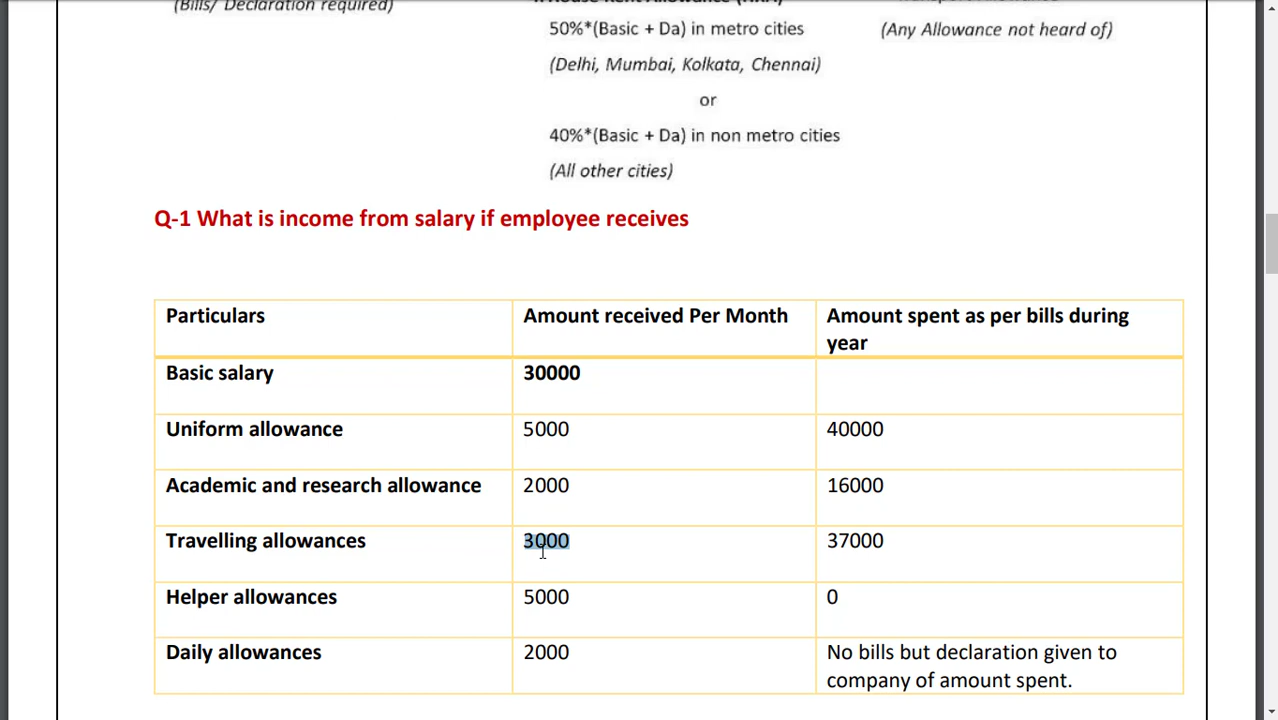 (Bills/ Declaration required)
50%*(Basic + Da) in metro cities
(Any Allowance not heard of)
(Delhi, Mumbai, Kolkata, Chennai)
or
40%*(Basic + Da) in non metro cities
(All other cities)
Q-1 What is income from salary if employee receives
Particulars
Amount received Per Month
Amount spent as per bills during
year
Basic salary
30000
Uniform allowance
5000
40000
Academic and research allowance
2000
16000
Travelling allowances
3000
37000
Helper allowances
5000
0
Daily allowances
2000
No bills but declaration given to
company of amount spent.